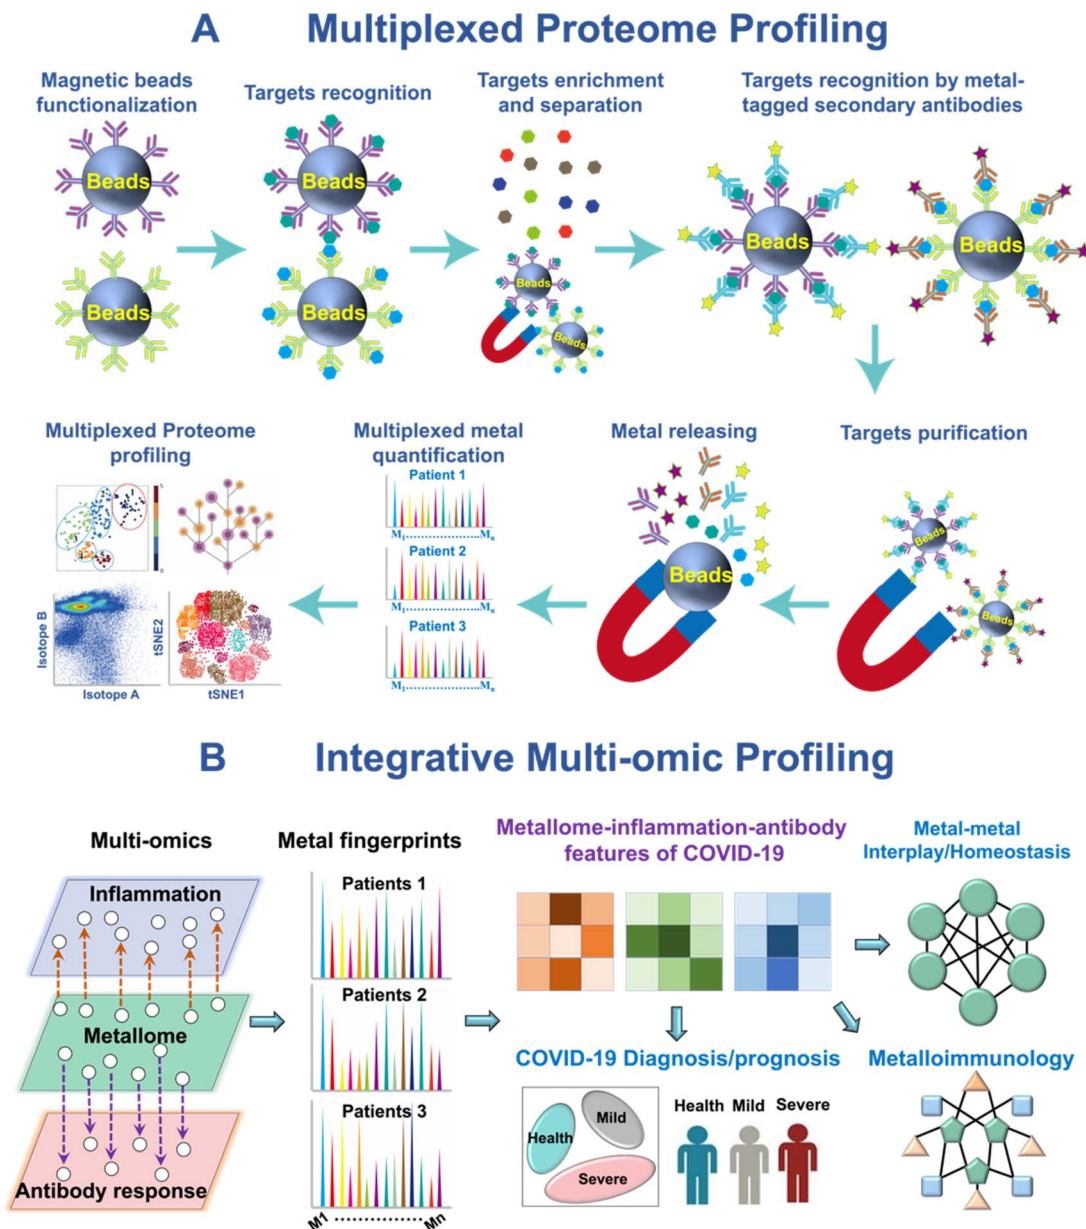 A Multiplexed Proteome Profiling
Magnetic beads
functionalization
Targets recognition
Targets enrichment
and separation
Targets recognition by metal-
tagged secondary antibodies
Beads
Beads
Beads
Beads
Beads
Beads
Beads
Beads
Multiplexed Proteome
profiling
Multiplexed metal
quantification
Metal releasing
Targets purification
5
0
Isotope B
Isotope A
tSNE2
tSNE1
Patient 1
M1..................Mn
Patient 2
M1..................Mn
Patient 3
M1..................Mn
Beads
Beads
Beads
B Integrative Multi-omic Profiling
Multi-omics
Inflammation
Metallome
Antibody response
Metal fingerprints
Patients 1
Patients 2
Patients 3
M1 ............... Mn
Metallome-inflammation-antibody
features of COVID-19
Metal-metal
Interplay/Homeostasis
COVID-19 Diagnosis/prognosis
Health
Mild
Severe
Health Mild Severe
Metalloimmunology